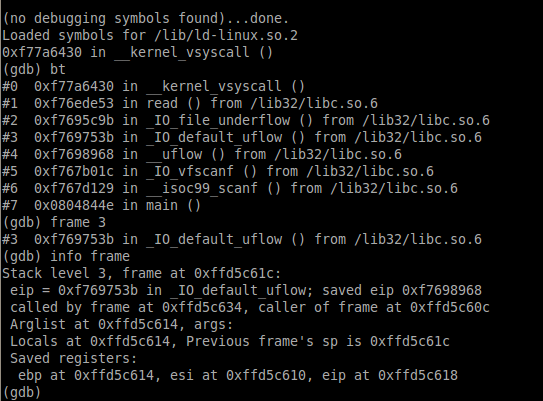 (no debugging symbols found)...done.
Loaded symbols for /lib/ld-linux.so.2
0xf77a6430 in __kernel_vsyscall ()
(gdb) bt
#0  0xf77a6430 in __kernel_vsyscall ()
#1  0xf76ede53 in read () from /lib32/libc.so.6
#2  0xf7695c9b in _IO_file_underflow () from /lib32/libc.so.6
#3  0xf769753b in _IO_default_uflow () from /lib32/libc.so.6
#4  0xf7698968 in __uflow () from /lib32/libc.so.6
#5  0xf767b01c in _IO_vfscanf () from /lib32/libc.so.6
#6  0xf767d129 in __isoc99_scanf () from /lib32/libc.so.6
#7  0x0804844e in main ()
(gdb) frame 3
#3  0xf769753b in _IO_default_uflow () from /lib32/libc.so.6
(gdb) info frame
Stack level 3, frame at 0xffd5c61c:
 eip = 0xf769753b in _IO_default_uflow; saved eip 0xf7698968
 called by frame at 0xffd5c634, caller of frame at 0xffd5c60c
 Arglist at 0xffd5c614, args:
 Locals at 0xffd5c614, Previous frame's sp is 0xffd5c61c
 Saved registers:
  ebp at 0xffd5c614, esi at 0xffd5c610, eip at 0xffd5c618
(gdb)